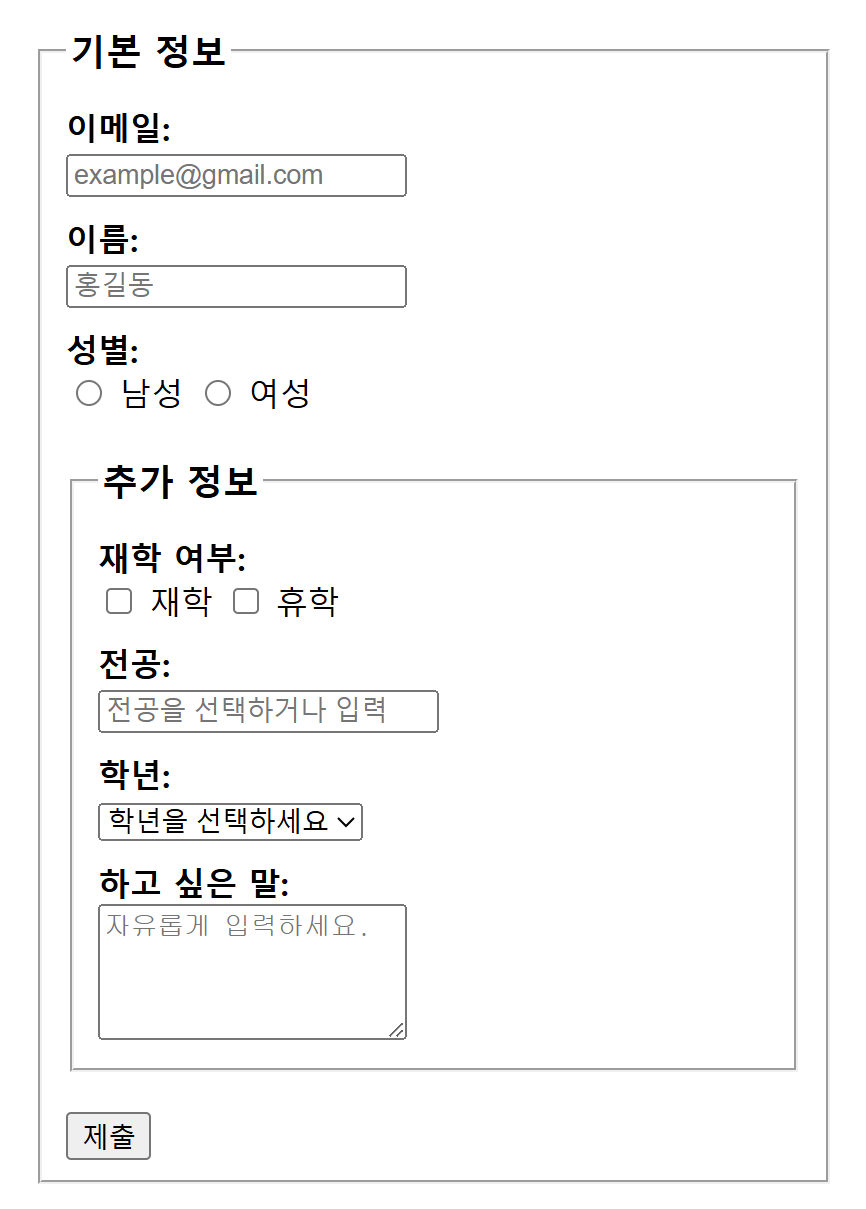 기본 정보
이메일:
example@gmail.com
이름:
홍길동
성별:
남성 여성
추가 정보
재학 여부:
재학 휴학
전공:
전공을 선택하거나 입력
학년:
학년을 선택하세요
하고 싶은 말:
자유롭게 입력하세요.
제출